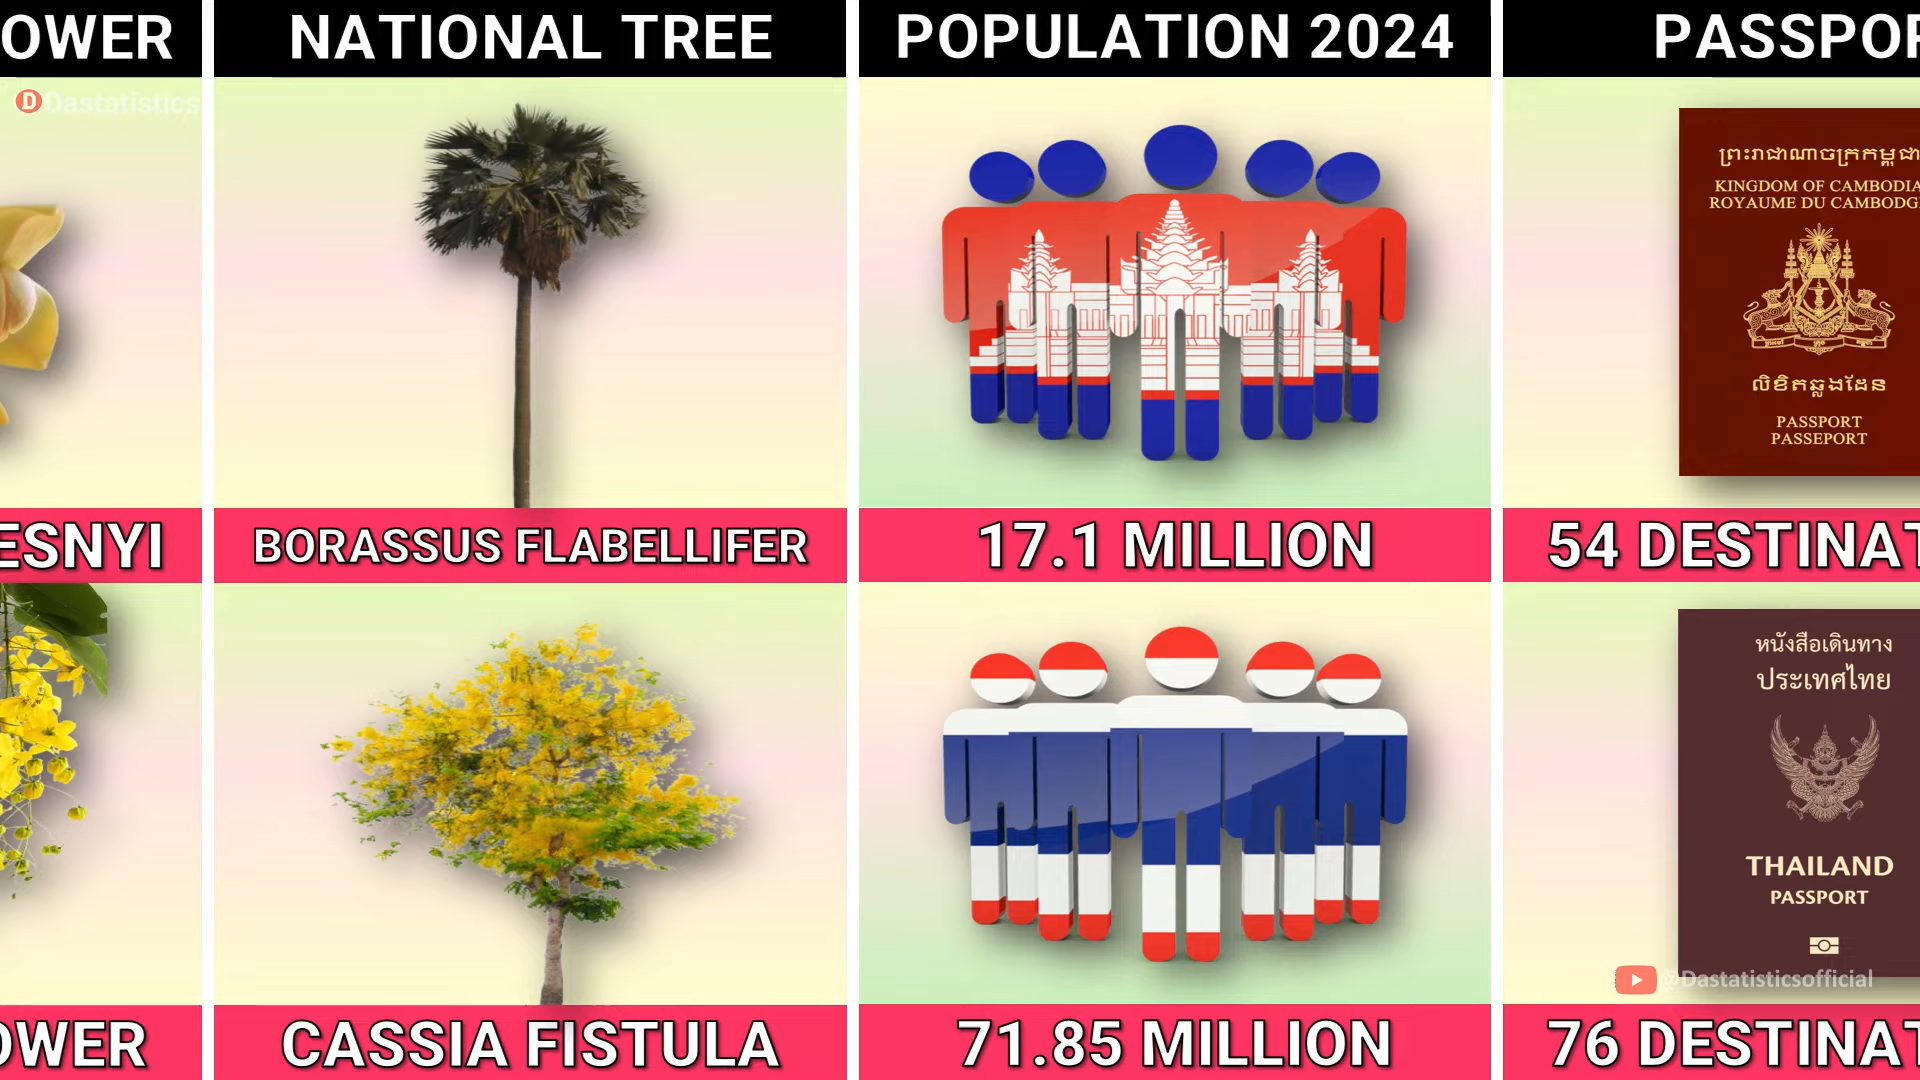 OWER
NATIONAL TREE
POPULATION 2024
PASSPOR
D Dastatistics
ព្រះរាជាណាចក្រកម្ពុជា
KINGDOM OF CAMBODIA
ROYAUME DU CAMBODGE
លិខិតឆ្លងដែន
PASSPORT
PASSEPORT
ESNYI
BORASSUS FLABELLIFER
17.1 MILLION
54 DESTINAT
หนังสือเดินทาง
ประเทศไทย
THAILAND
PASSPORT
@Dastatisticsofficial
OWER
CASSIA FISTULA
71.85 MILLION
76 DESTINAT